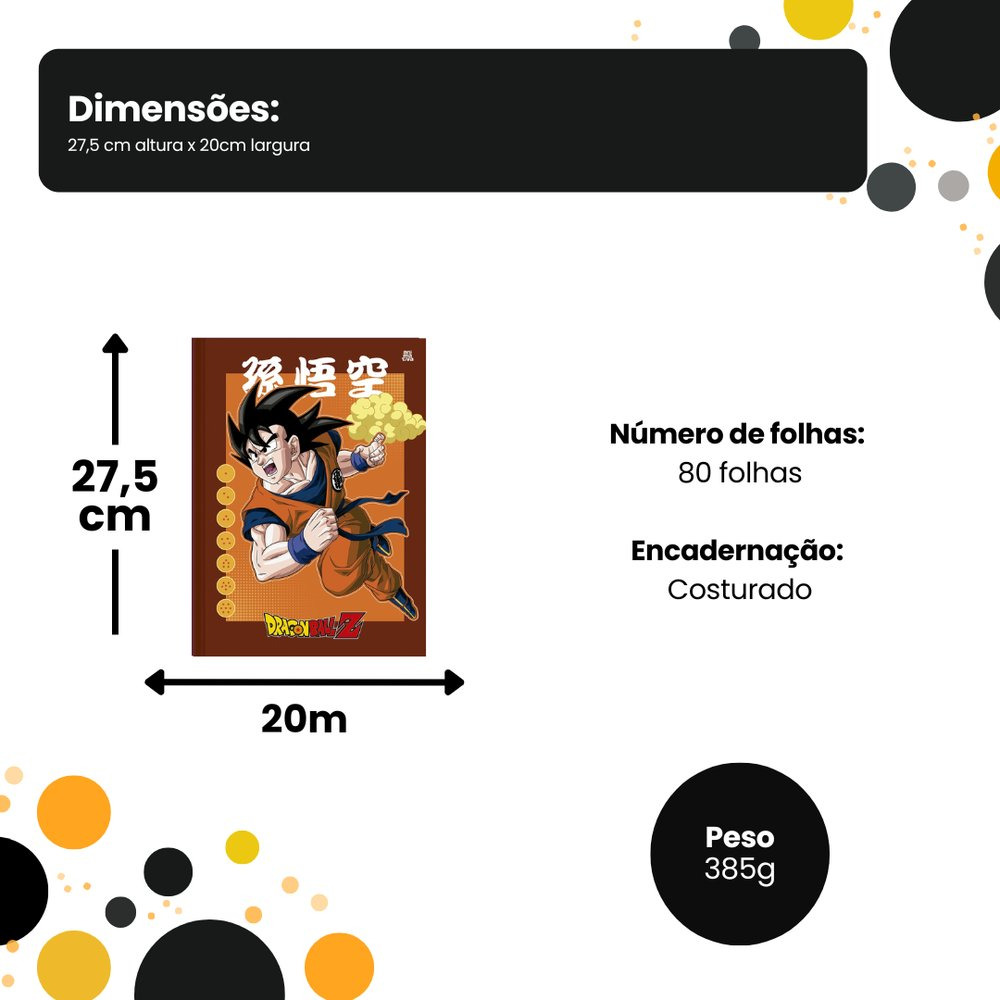 Dimensões:
27,5 cm altura x 20cm largura
孫悟空
27,5
cm
DRAGON BALL Z
20m
Número de folhas:
80 folhas
Encadernação:
Costurado
Peso
385g